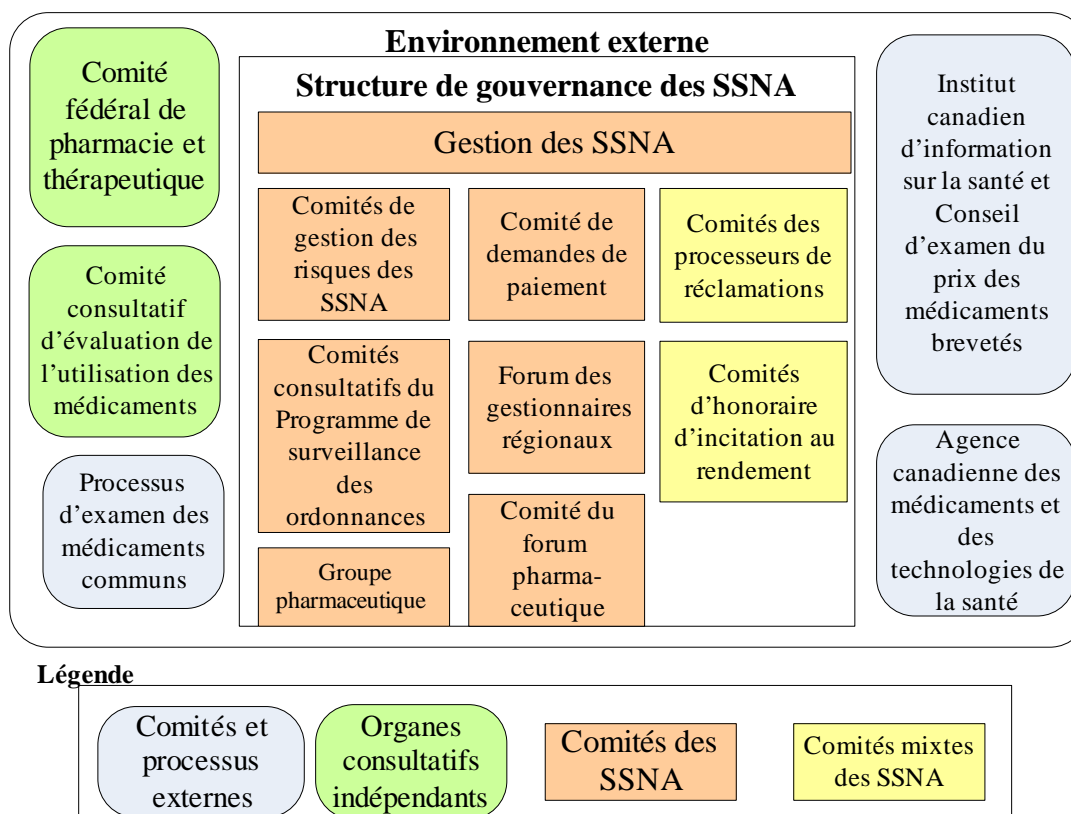 Environnement externe
Comité
fédéral de
pharmacie et
thérapeutique
Comité
consultatif
d'évaluation de
l'utilisation des
médicaments
Processus
d'examen des
médicaments
communs
Structure de gouvernance des SSNA
Gestion des SSNA
Comités de
gestion des
risques des
SSNA
Comité de
demandes de
paiement
Comités des
processeurs de
réclamations
Comités
consultatifs du
Programme de
surveillance
des
ordonnances
Forum des
gestionnaires
régionaux
Comités
d'honoraire
d'incitation au
rendement
Groupe
pharmaceutique
Comité du
forum
pharma-
ceutique
Institut
canadien
d'information
sur la santé et
Conseil
d'examen du
prix des
médicaments
brevetés
Agence
canadienne des
médicaments et
des
technologies de
la santé
Légende
Comités et
processus
externes
Organes
consultatifs
indépendants
Comités des
SSNA
Comités mixtes
des SSNA